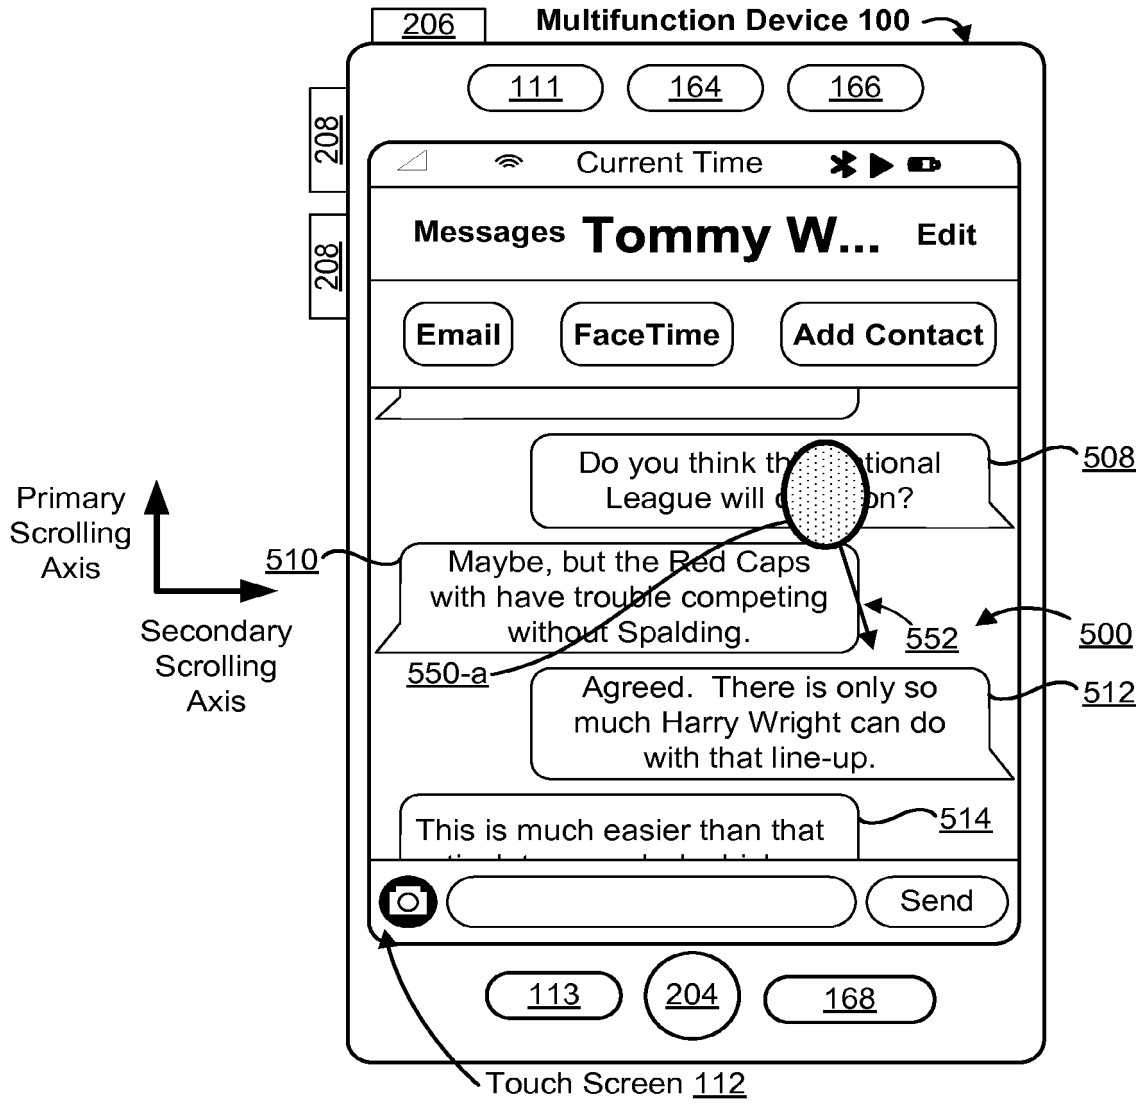 Multifunction Device 100
206
111
164
166
208
208
Current Time
Messages
Tommy W...
Edit
Email
FaceTime
Add Contact
Do you think th
tional
League will
on?
508
Primary
Scrolling
Axis
Secondary
Scrolling
Axis
510
Maybe, but the Red Caps
with have trouble competing
without Spalding.
552
500
550-a
Agreed. There is only so
much Harry Wright can do
with that line-up.
512
This is much easier than that
514
Send
113
204
168
Touch Screen 112